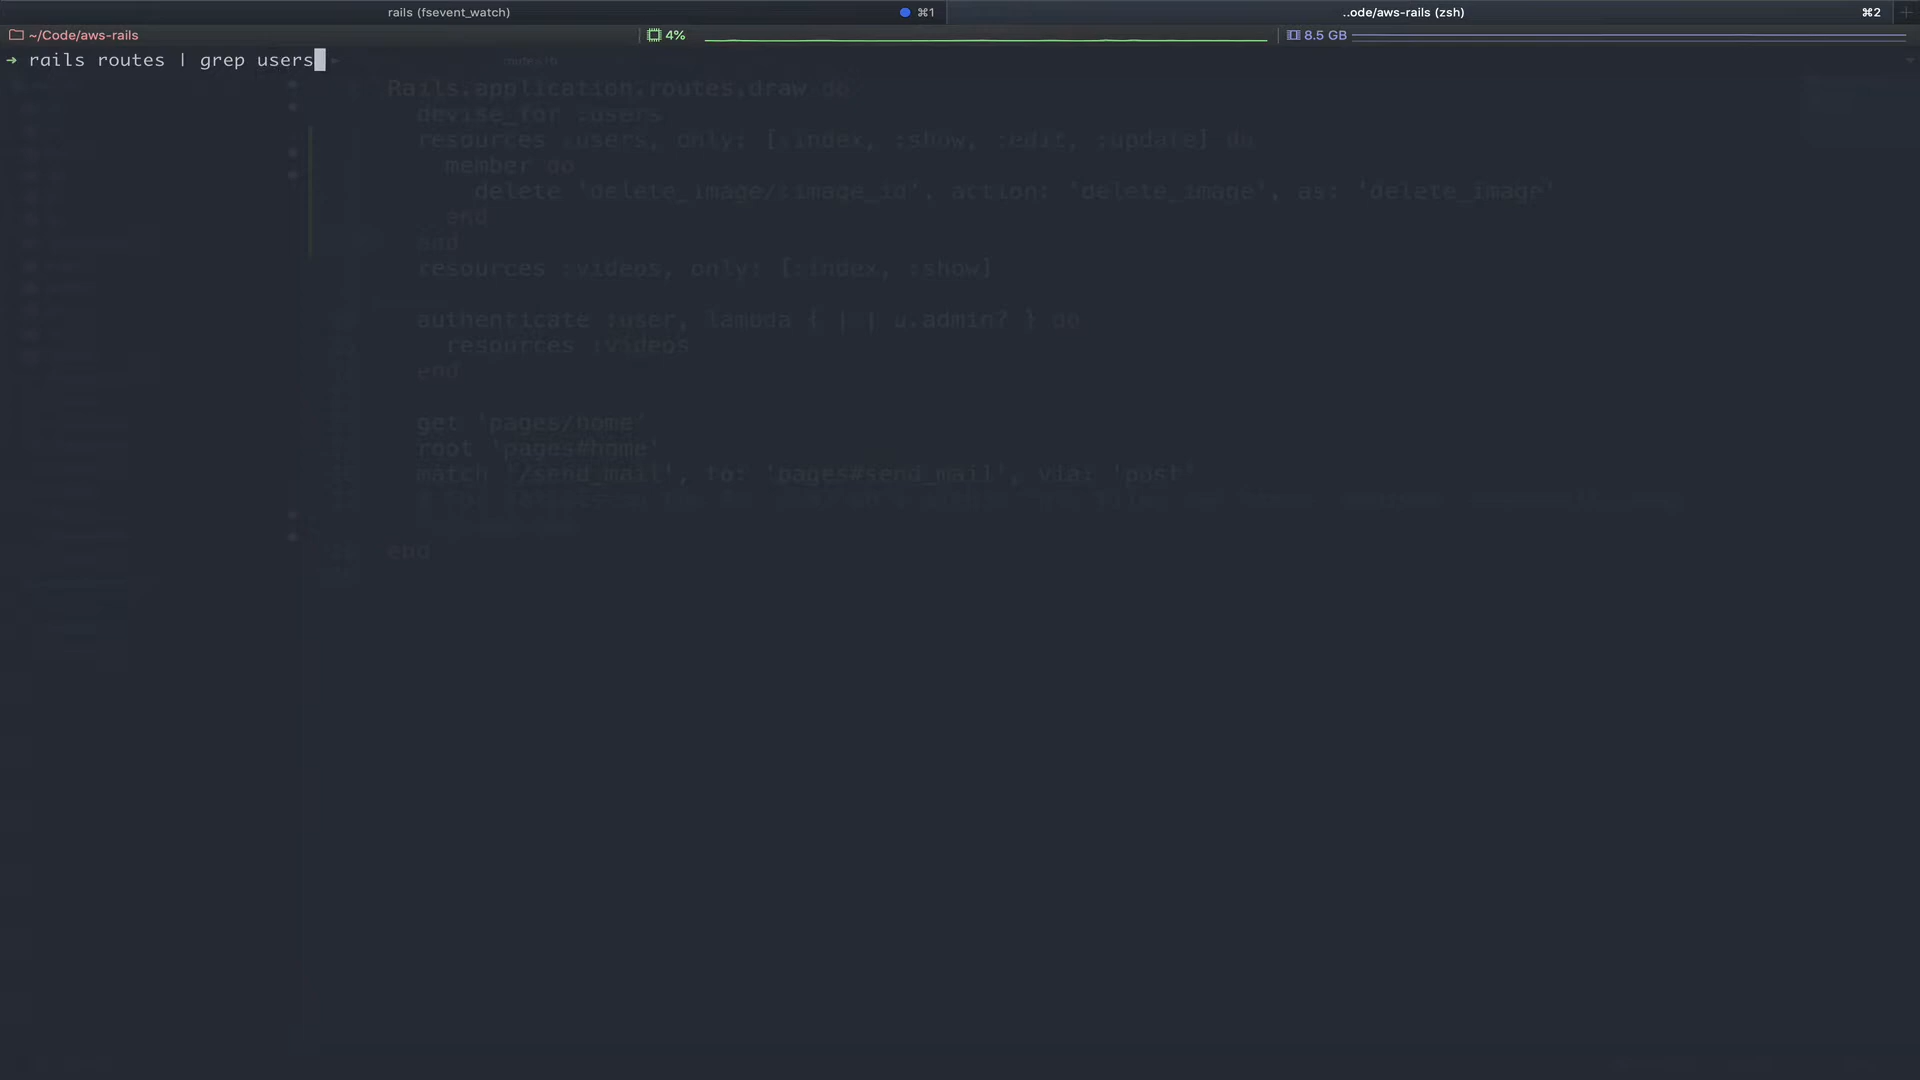 rails (fsevent_watch)
⌘1
..ode/aws-rails (zsh)
⌘2
~/Code/aws-rails
4%
8.5 GB
→ rails routes | grep users
routes.rb
Rails.application.routes.draw do
devise_for :users
resources :users, only: [:index, :show, :edit, :update] do
member do
delete 'delete_image/:image_id', action: 'delete_image', as: 'delete_image'
end
end
resources :videos, only: [:index, :show]
authenticate :user, lambda { | | u.admin? } do
resources :videos
end
get 'pages/home'
root 'pages#home'
match '/send_mail', to: 'pages#send_mail', via: 'post'
end